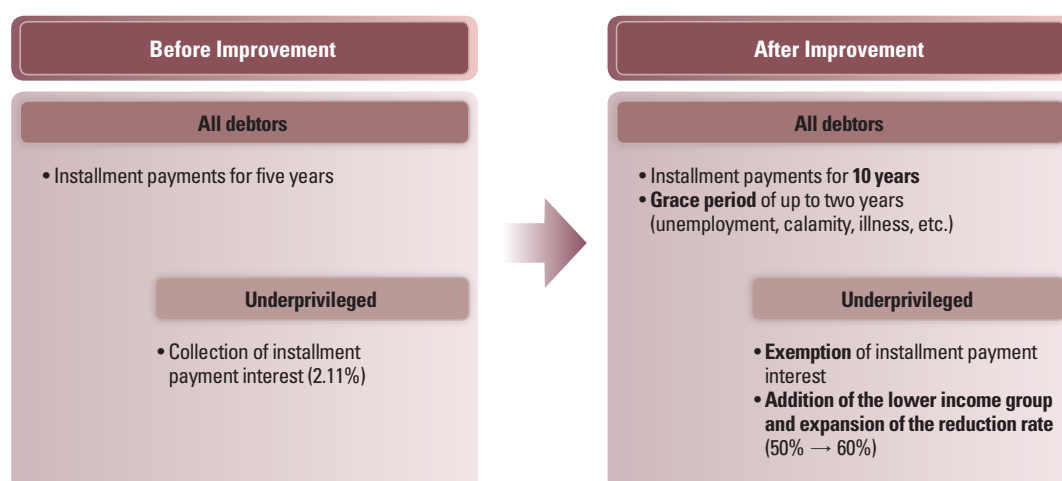 Before Improvement
All debtors
• Installment payments for five years
Underprivileged
• Collection of installment
payment interest (2.11%)
After Improvement
All debtors
• Installment payments for 10 years
• Grace period of up to two years
(unemployment, calamity, illness, etc.)
Underprivileged
• Exemption of installment payment
interest
• Addition of the lower income group
and expansion of the reduction rate
(50% → 60%)